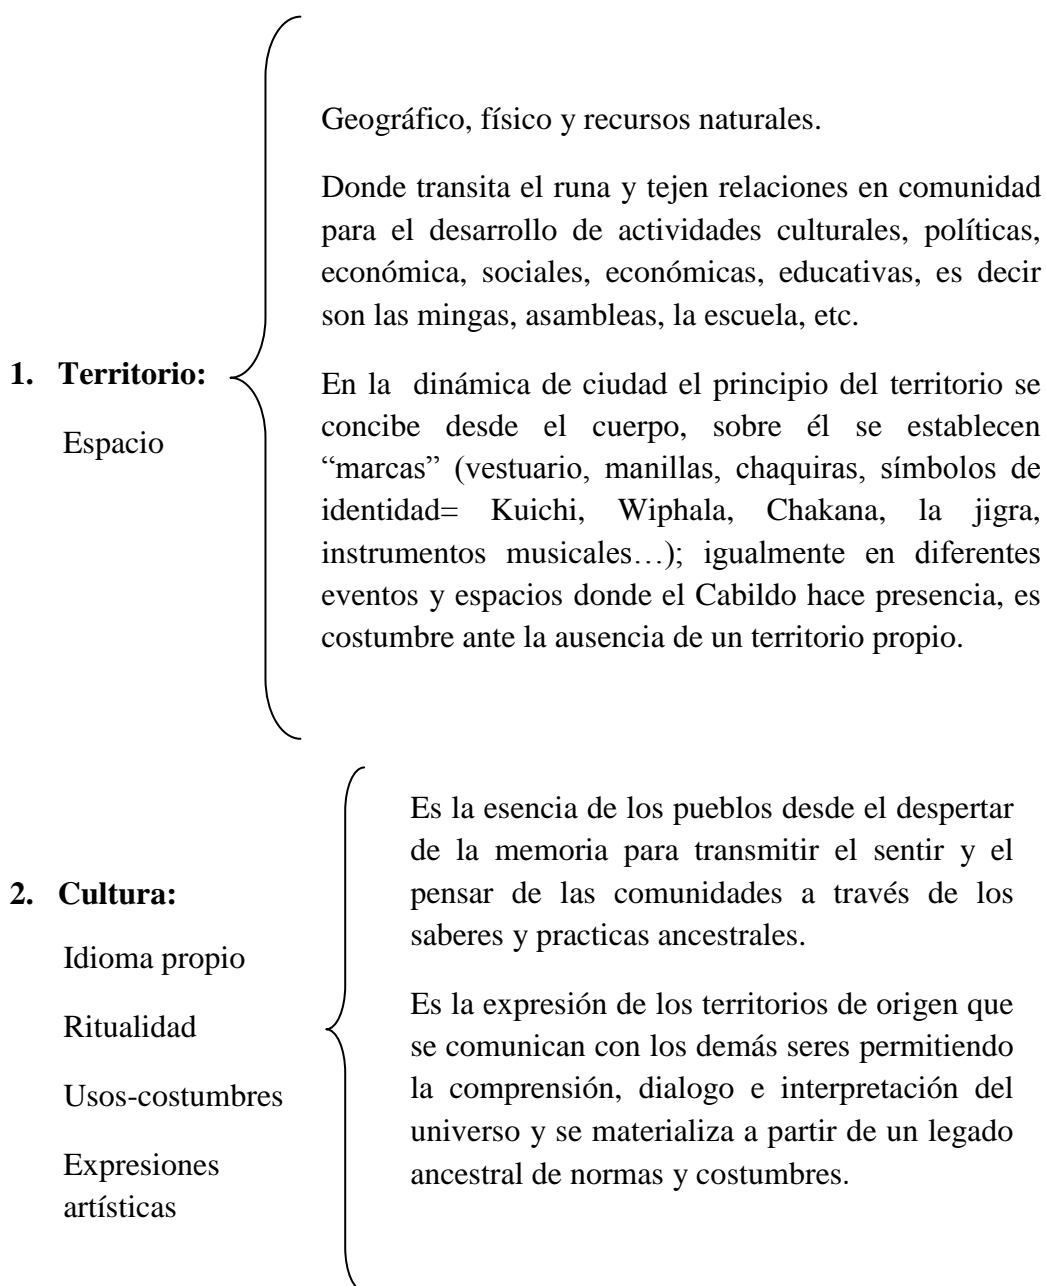 Geográfico, físico y recursos naturales.
Donde transita el runa y tejen relaciones en comunidad
para el desarrollo de actividades culturales, políticas,
económica, sociales, económicas, educativas, es decir
son las mingas, asambleas, la escuela, etc.
1. Territorio:
Espacio
En la dinámica de ciudad el principio del territorio se
concibe desde el cuerpo, sobre él se establecen
“marcas” (vestuario, manillas, chaquiras, símbolos de
identidad= Kuichi, Wiphala, Chakana, la jigra,
instrumentos musicales…); igualmente en diferentes
eventos y espacios donde el Cabildo hace presencia, es
costumbre ante la ausencia de un territorio propio.
2. Cultura:
Idioma propio
Ritualidad
Usos-costumbres
Expresiones
artísticas
Es la esencia de los pueblos desde el despertar
de la memoria para transmitir el sentir y el
pensar de las comunidades a través de los
saberes y practicas ancestrales.
Es la expresión de los territorios de origen que
se comunican con los demás seres permitiendo
la comprensión, dialogo e interpretación del
universo y se materializa a partir de un legado
ancestral de normas y costumbres.